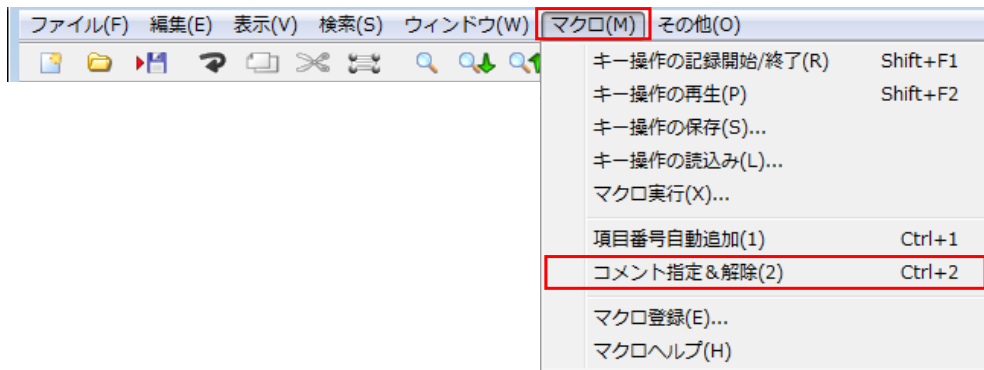 ファイル(F) 編集(E) 表示(V) 検索(S) ウィンドウ(W) マクロ(M) その他(O)
キー操作の記録開始/終了(R) Shift+F1
キー操作の再生(P) Shift+F2
キー操作の保存(S)...
キー操作の読込み(L)...
マクロ実行(X)...
項目番号自動追加(1) Ctrl+1
コメント指定＆解除(2) Ctrl+2
マクロ登録(E)...
マクロヘルプ(H)